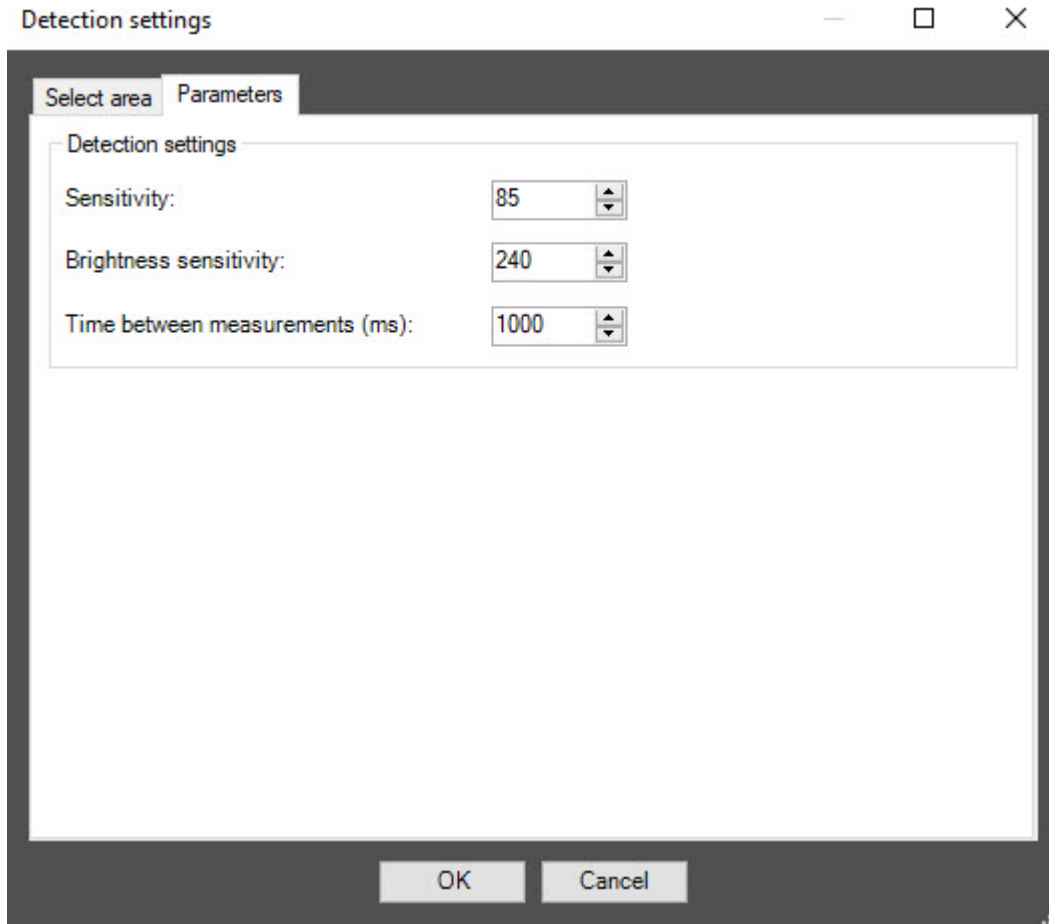 Detection settings
Select area Parameters
Detection settings
Sensitivity: 85
Brightness sensitivity: 240
Time between measurements (ms): 1000
OK Cancel